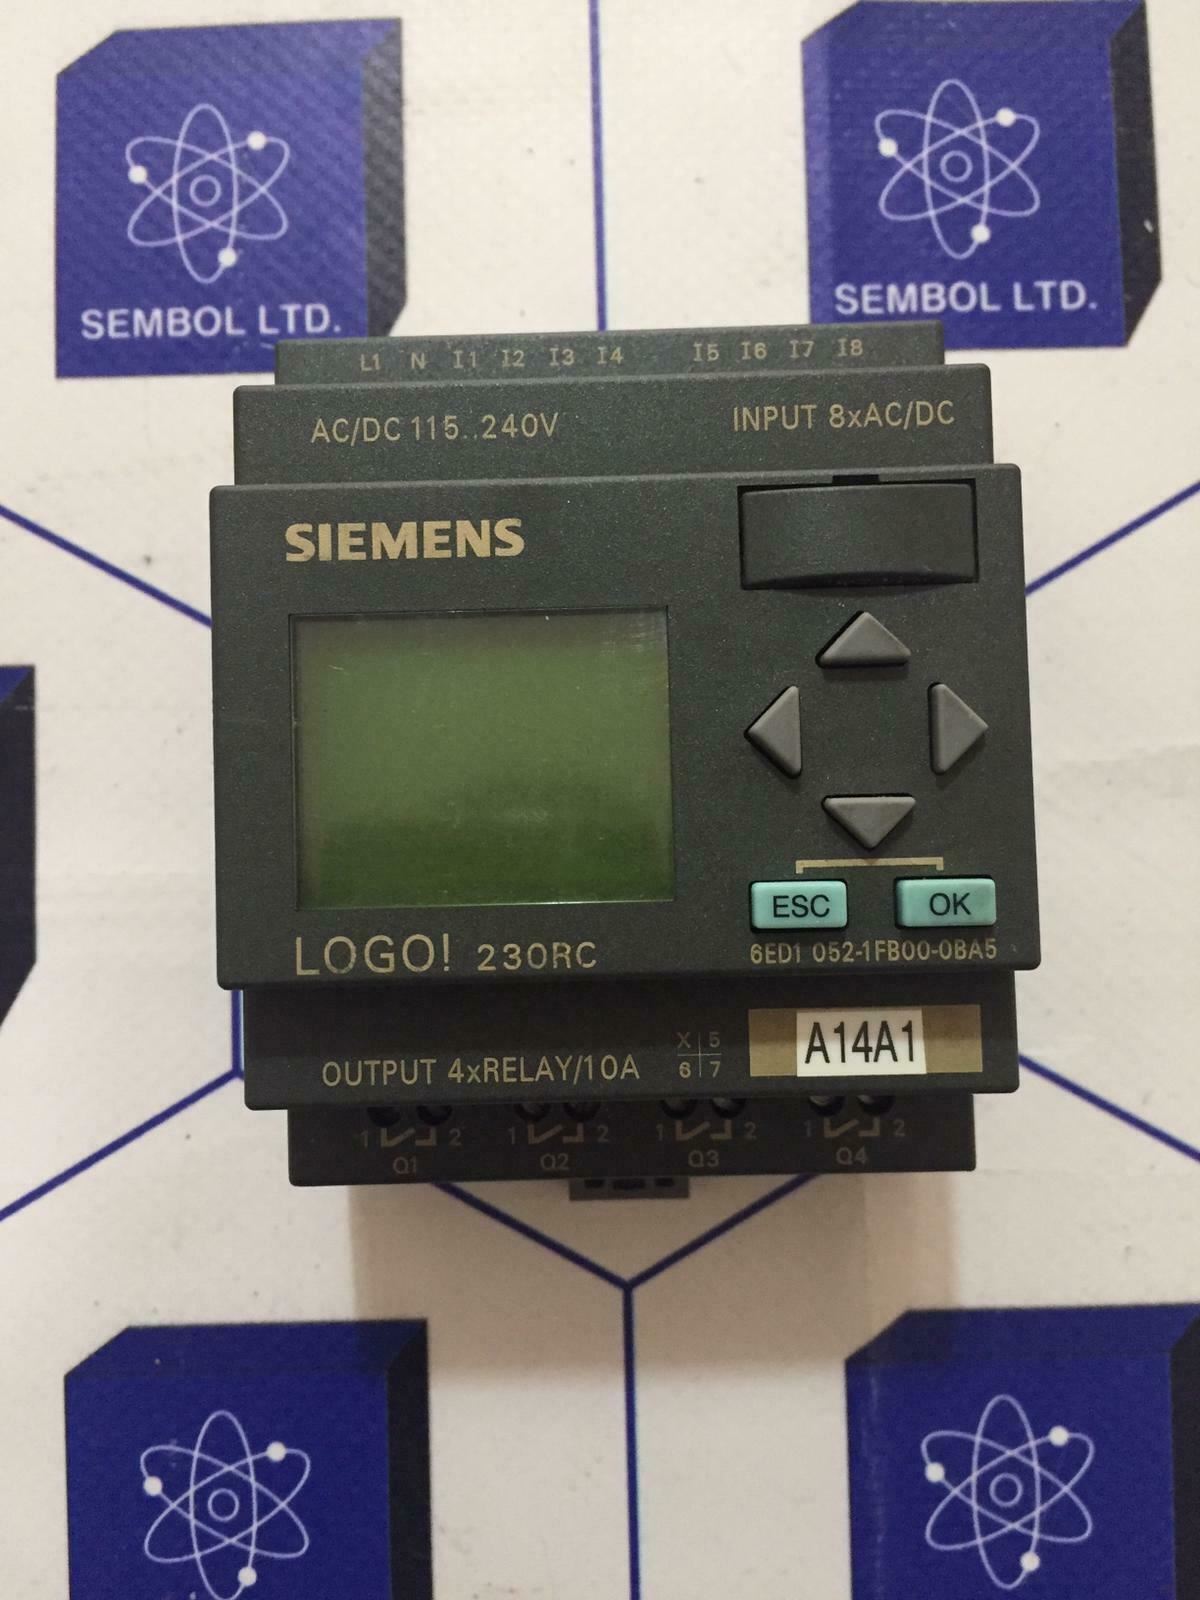 SEMBOL LTD.
SEMBOL LTD.
L1 N I1 I2 I3 I4 I5 I6 I7 I8
AC/DC 115..240V INPUT 8xAC/DC
SIEMENS
ESC OK
LOGO! 230RC
6ED1 052-1FB00-0BA5
A14A1
OUTPUT 4xRELAY/10A
X 5
6 7
1 2 1 2 1 2 1 2
Q1 Q2 Q3 Q4